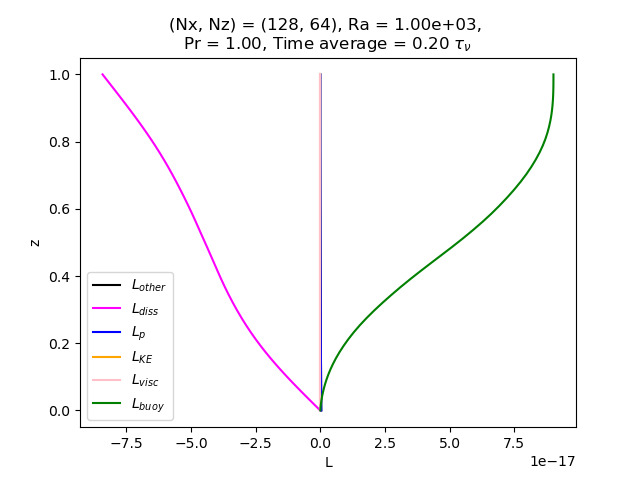 (Nx, Nz) = (128, 64), Ra = 1.00e+03,
Pr = 1.00, Time average = 0.20 τν
1.0
0.8
0.6
z
0.4
0.2
0.0
Lother
Ldiss
Lp
LKE
Lvisc
Lbuoy
−7.5 −5.0 −2.5 0.0 2.5 5.0 7.5
L
1e−17